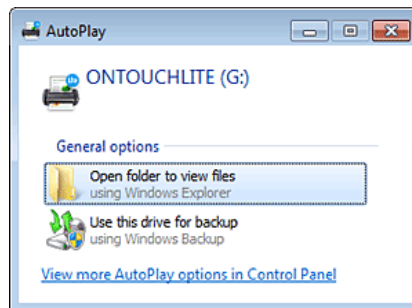 AutoPlay
ONTOUCHLITE (G:)
General options
Open folder to view files
using Windows Explorer
Use this drive for backup
using Windows Backup
View more AutoPlay options in Control Panel